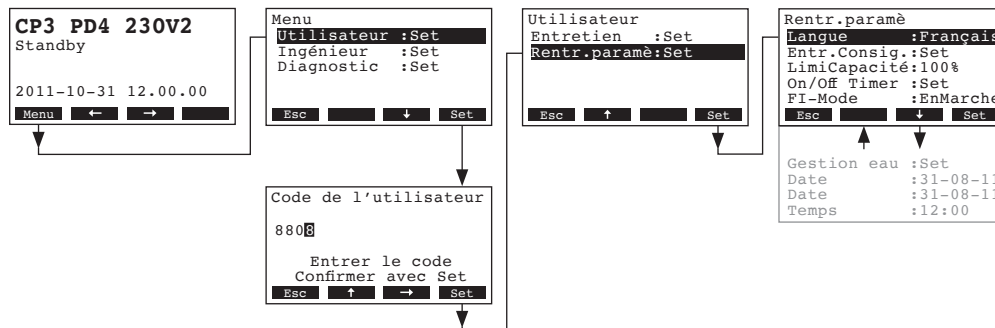 CP3 PD4 230V2
Standby
2011-10-31 12.00.00
Menu ← →
Menu
Utilisateur :Set
Ingénieur :Set
Diagnostic :Set
Esc ↓ Set
Code de l'utilisateur
8808
Entrer le code
Confirmer avec Set
Esc ↑ → Set
Utilisateur
Entretien :Set
Rentr.paramè:Set
Esc ↑ Set
Rentr.paramè
Langue :Français
Entr.Consig.:Set
LimiCapacité:100%
On/Off Timer :Set
FI-Mode :EnMarche
Esc ↓ Set
Gestion eau :Set
Date :31-08-11
Date :31-08-11
Temps :12:00